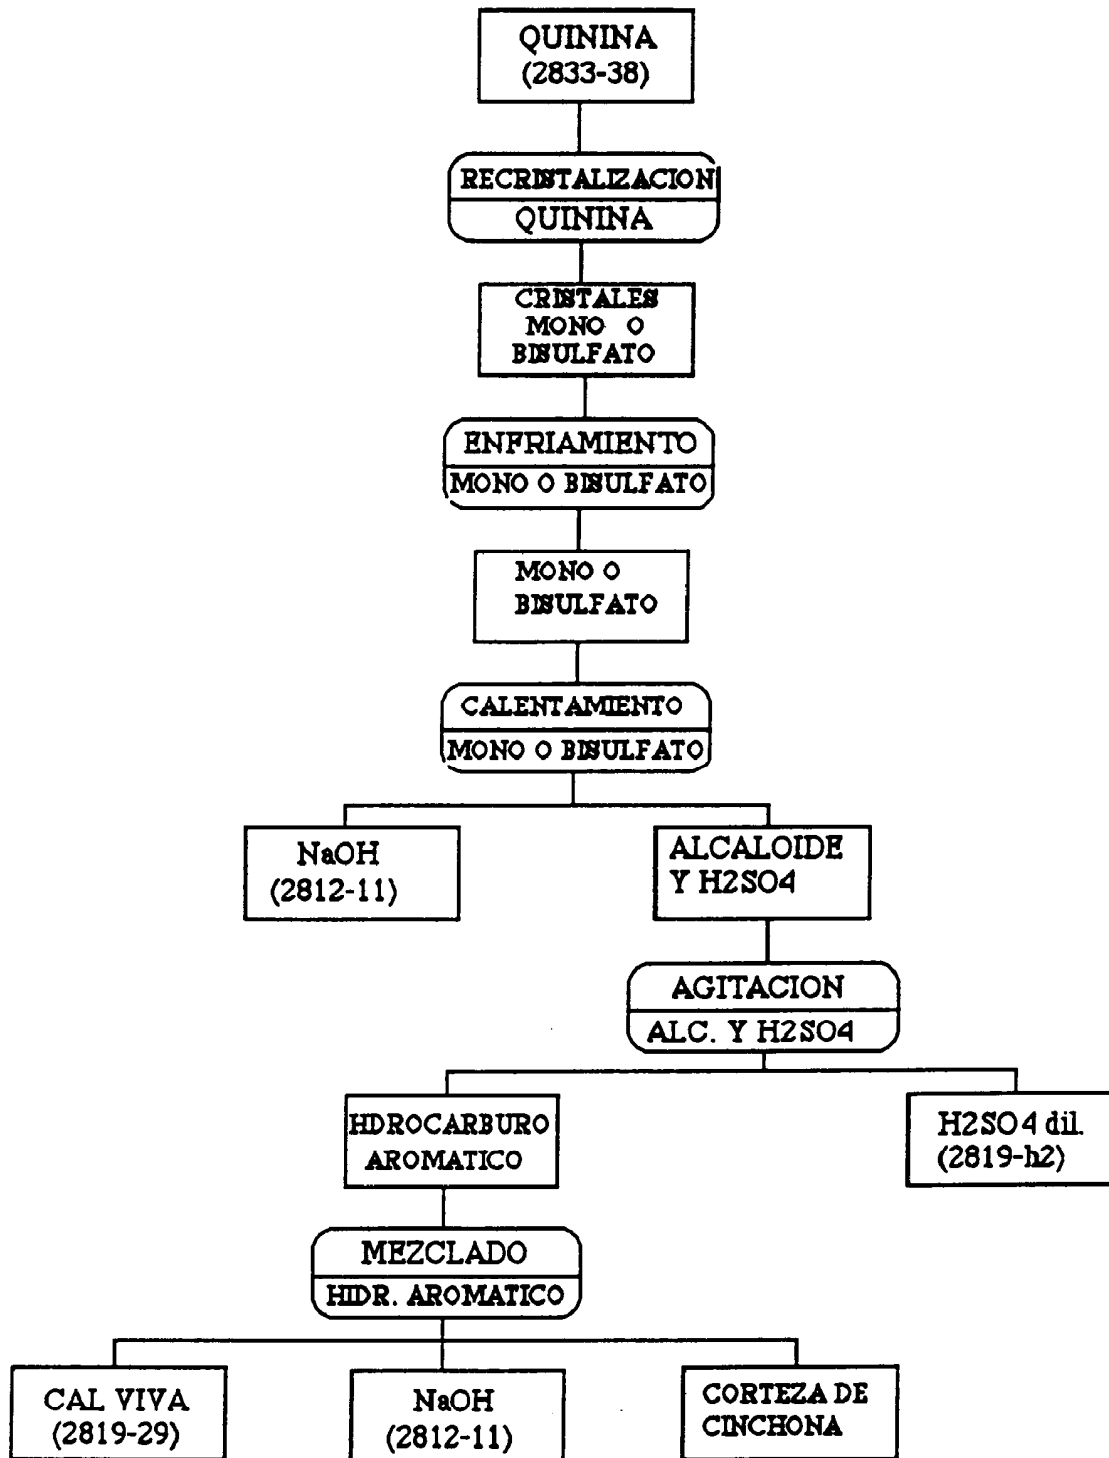 QUININA
(2833-38)
RECRISTALIZACION
QUININA
CRISTALES
MONO O
BISULFATO
ENFRIAMIENTO
MONO O BISULFATO
MONO O
BISULFATO
CALENTAMIENTO
MONO O BISULFATO
NaOH
(2812-11)
ALCALOIDE
Y H2SO4
AGITACION
ALC. Y H2SO4
HDROCARBURO
AROMATICO
H2SO4 dil.
(2819-h2)
MEZCLADO
HIDR. AROMATICO
CAL VIVA
(2819-29)
NaOH
(2812-11)
CORTEZA DE
CINCHONA